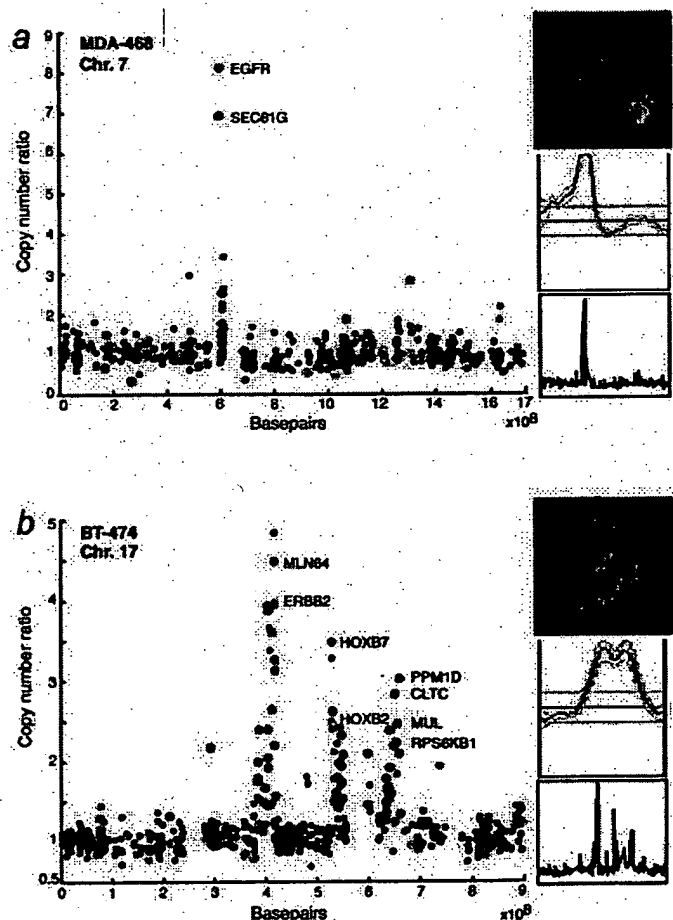 a
MDA-468
Chr. 7
EGFR
SEC61G
Copy number ratio
9
8
7
6
5
4
3
2
1
0
0 2 4 6 8 10 12 14 16 17
Basepairs
x10⁸
b
BT-474
Chr. 17
MLN64
ERBB2
HOXB7
PPM1D
CLTC
HOXB2
MUL
RPS6KB1
Copy number ratio
5
4
3
2
1
0.5
0 1 2 3 4 5 6 7 8 9
Basepairs
x10⁸